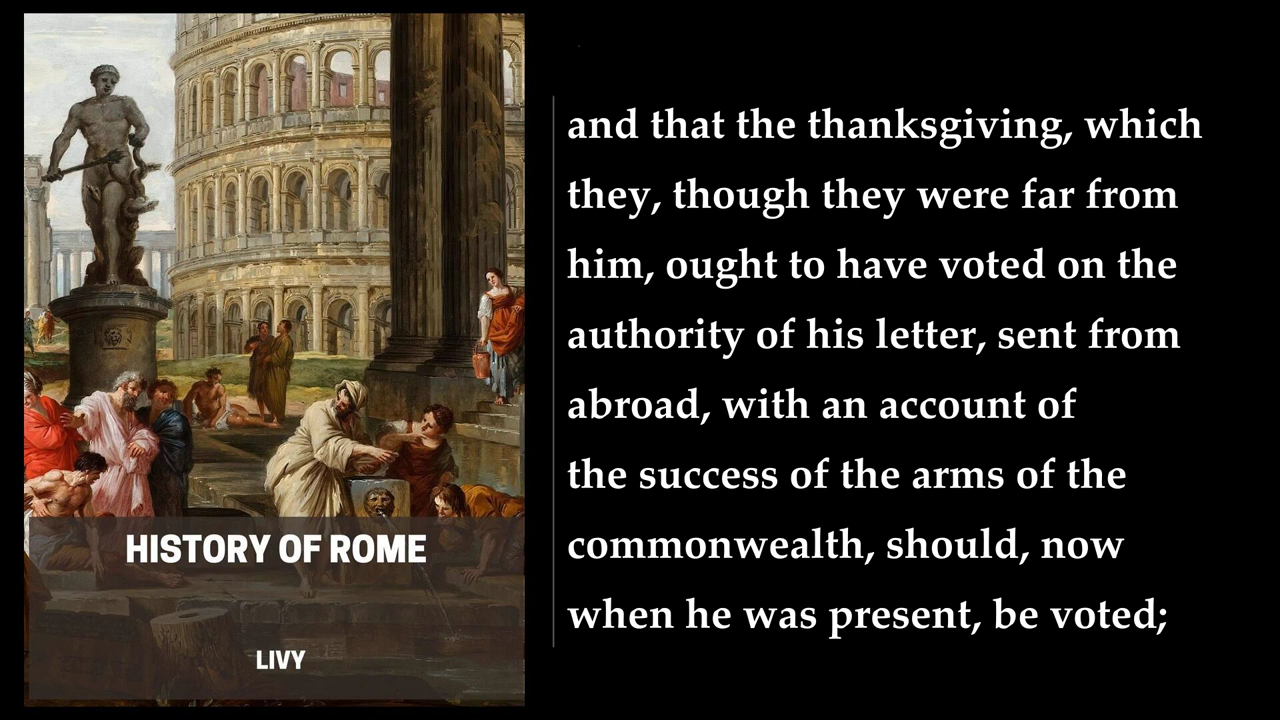 HISTORY OF ROME
LIVY
and that the thanksgiving, which
they, though they were far from
him, ought to have voted on the
authority of his letter, sent from
abroad, with an account of
the success of the arms of the
commonwealth, should, now
when he was present, be voted;